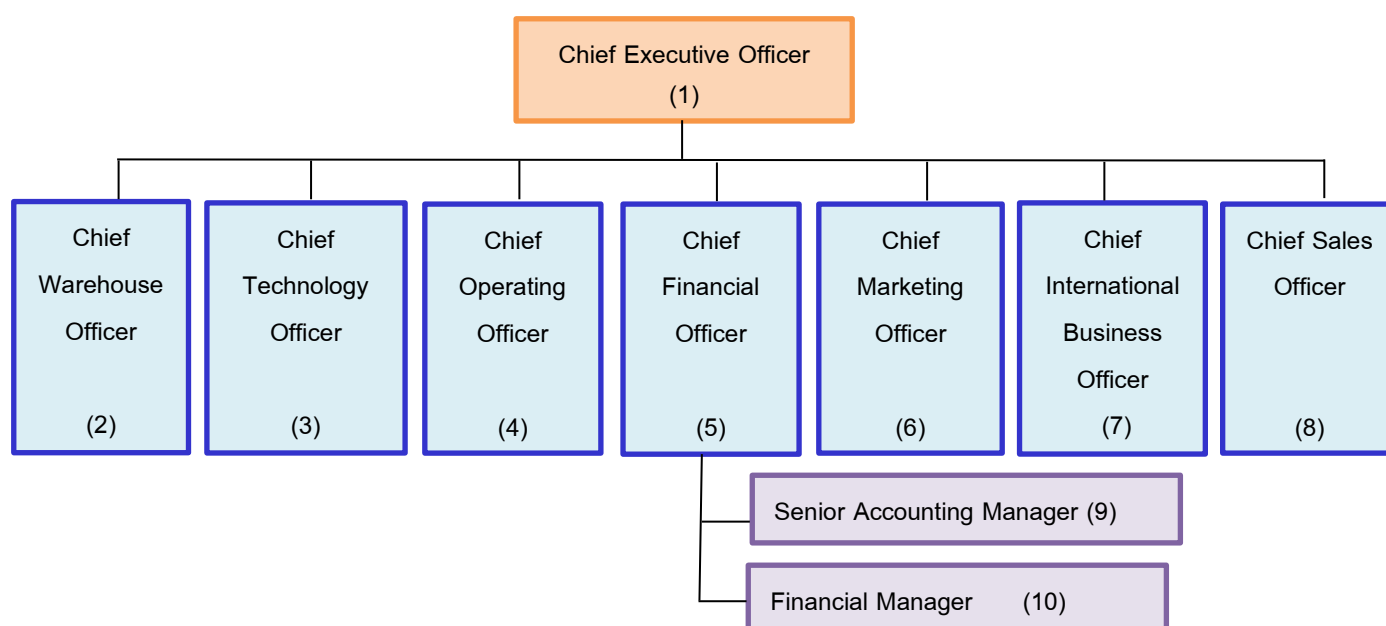 Chief Executive Officer
(1)
Chief
Warehouse
Officer
(2)
Chief
Technology
Officer
(3)
Chief
Operating
Officer
(4)
Chief
Financial
Officer
(5)
Chief
Marketing
Officer
(6)
Chief
International
Business
Officer
(7)
Chief Sales
Officer
(8)
Senior Accounting Manager (9)
Financial Manager (10)